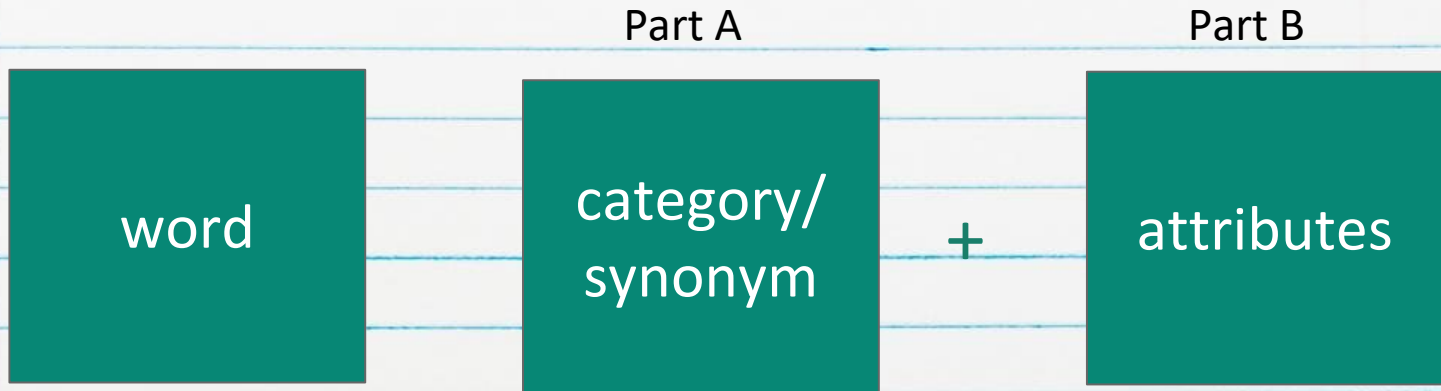 Part A
Part B
word
category/
synonym
+
attributes